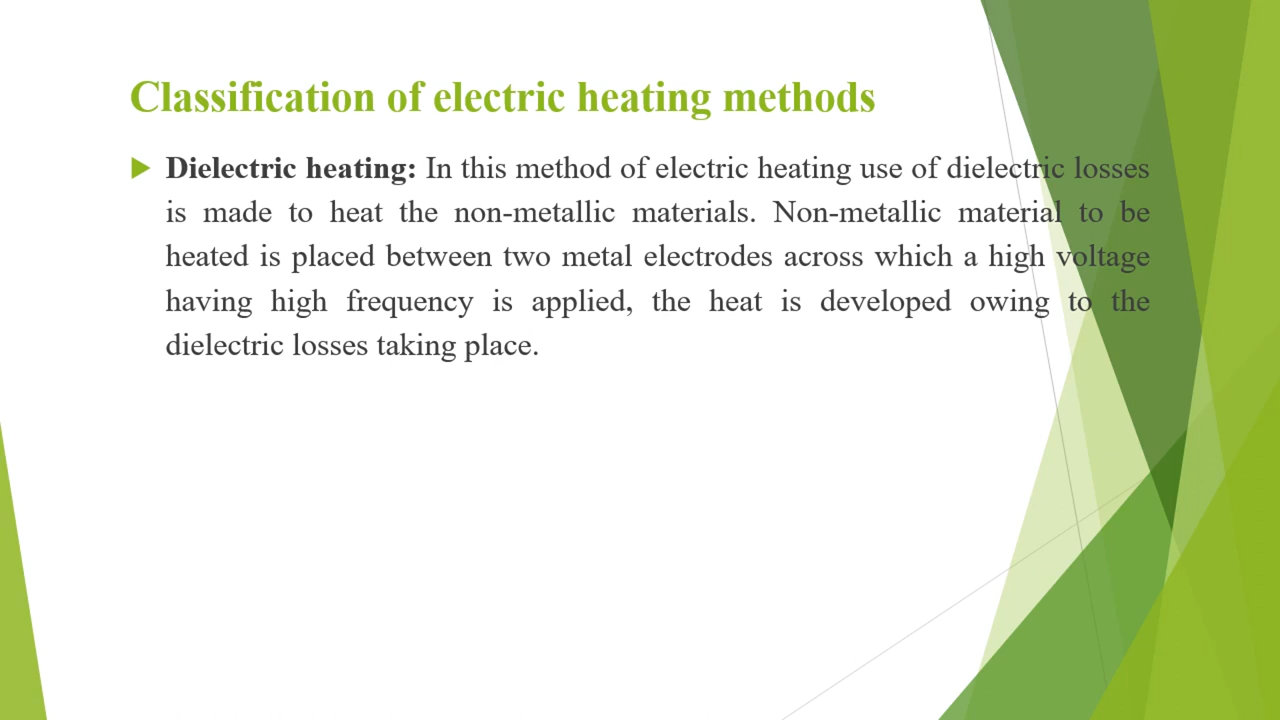 Classification of electric heating methods
Dielectric heating: In this method of electric heating use of dielectric losses
is made to heat the non-metallic materials. Non-metallic material to be
heated is placed between two metal electrodes across which a high voltage
having high frequency is applied, the heat is developed owing to the
dielectric losses taking place.